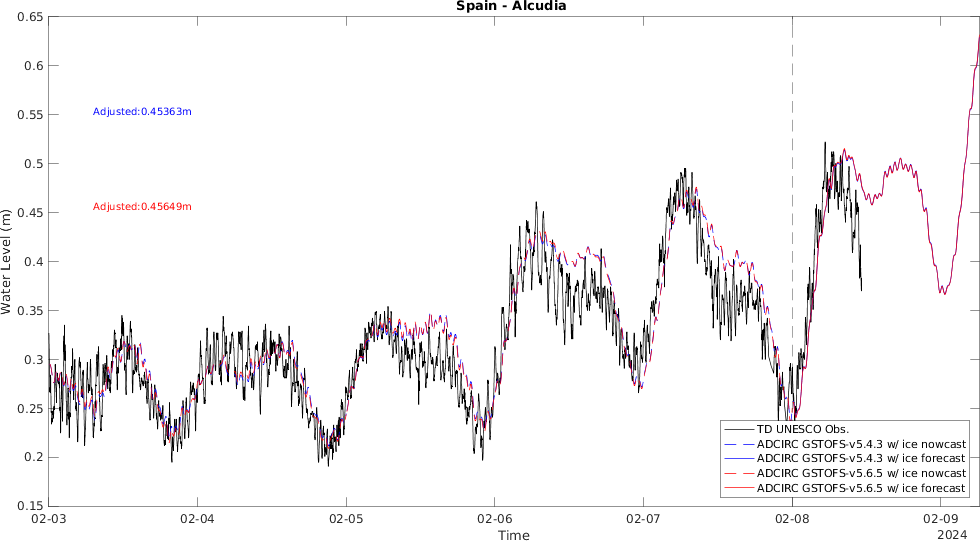 Spain - Alcudia
0.65
0.6
0.55
0.5
0.45
0.4
0.35
0.3
0.25
0.2
0.15
Water Level (m)
Adjusted:0.45363m
Adjusted:0.45649m
TD UNESCO Obs.
ADCIRC GSTOFS-v5.4.3 w/ ice nowcast
ADCIRC GSTOFS-v5.4.3 w/ ice forecast
ADCIRC GSTOFS-v5.6.5 w/ ice nowcast
ADCIRC GSTOFS-v5.6.5 w/ ice forecast
02-03 02-04 02-05 02-06 02-07 02-08 02-09
Time
2024